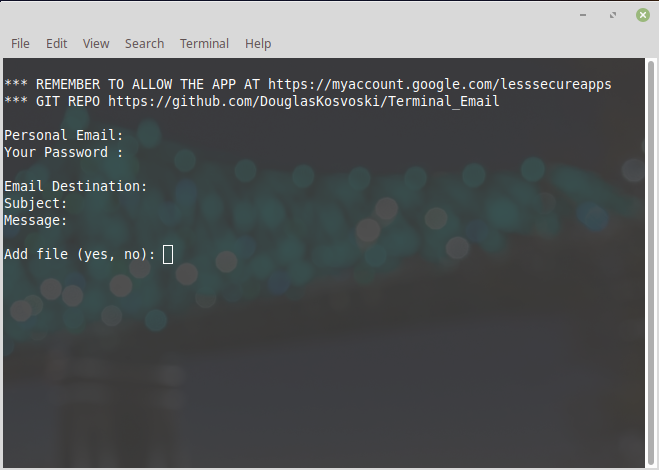 File Edit View Search Terminal Help
*** REMEMBER TO ALLOW THE APP AT https://myaccount.google.com/lesssecureapps
*** GIT REPO https://github.com/DouglasKosvoski/Terminal_Email
Personal Email:
Your Password :
Email Destination:
Subject:
Message:
Add file (yes, no):